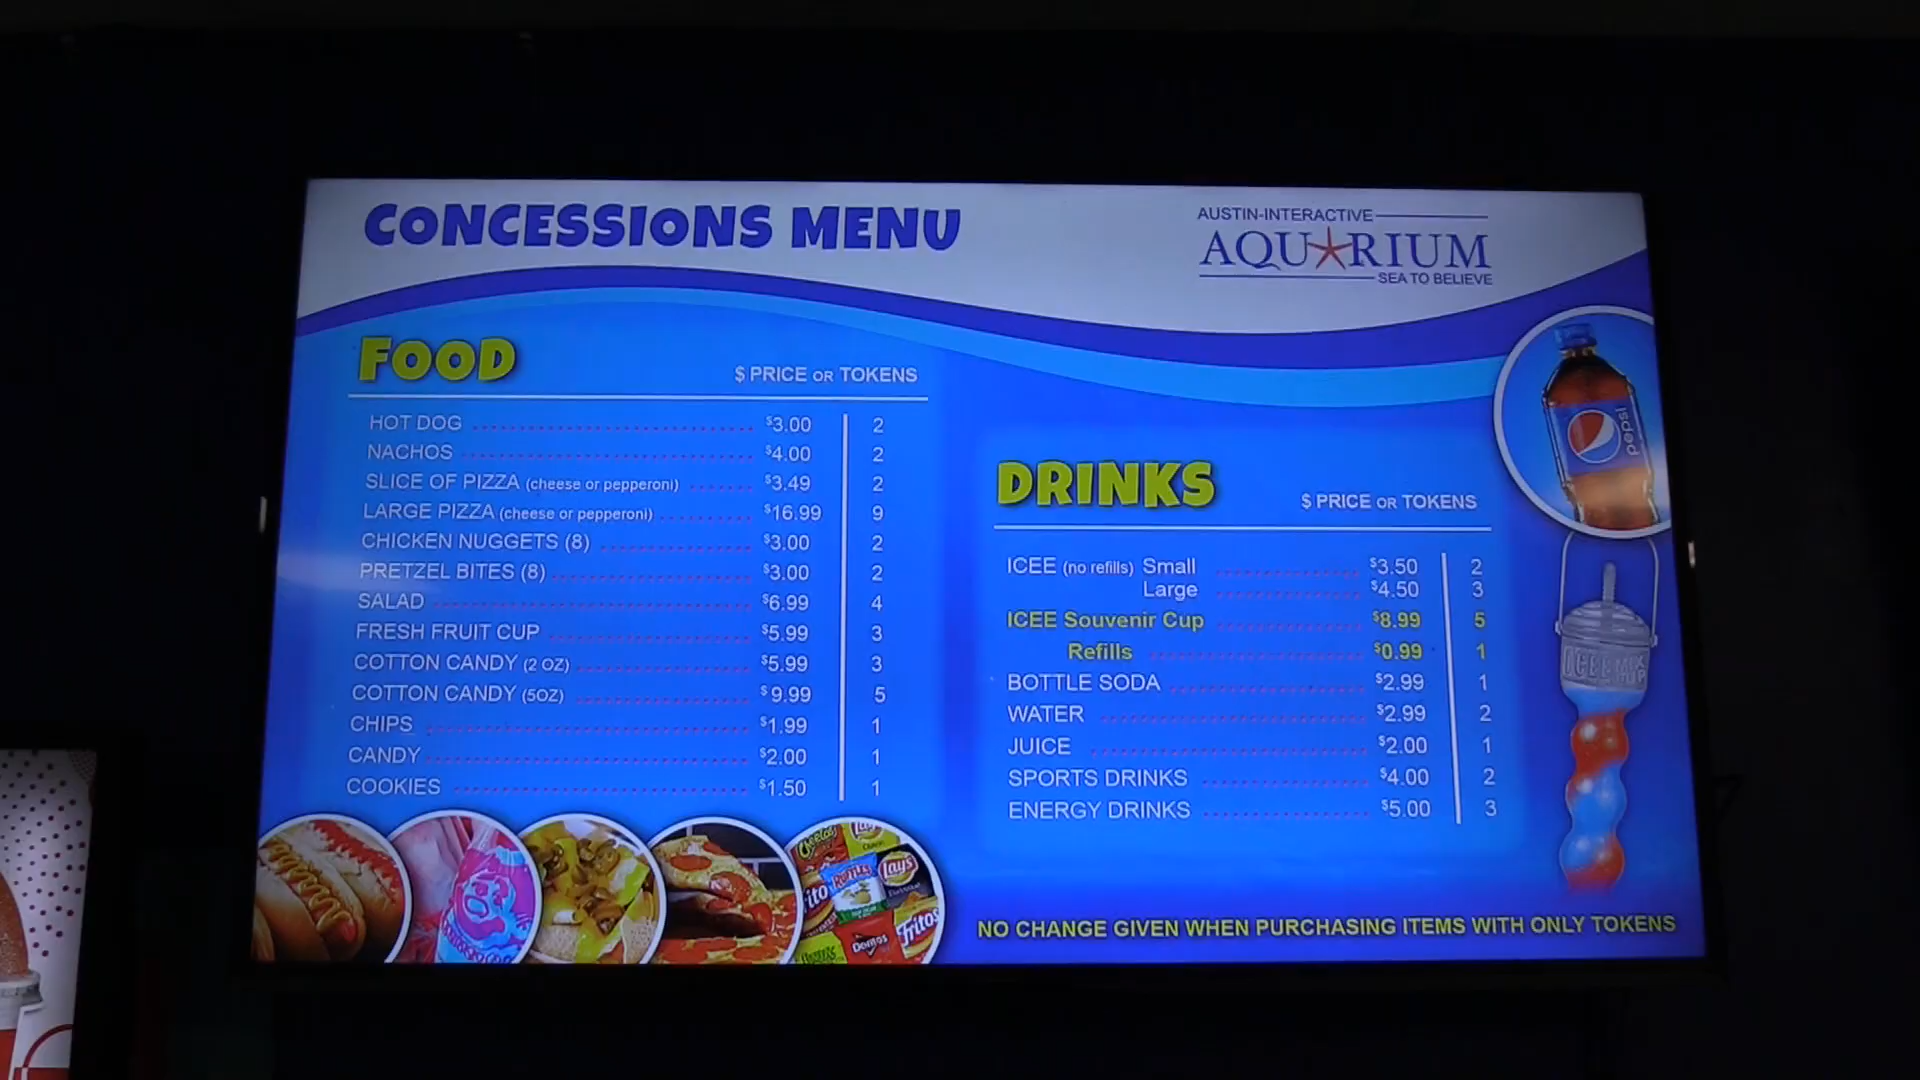 CONCESSIONS MENU
AUSTIN-INTERACTIVE
AQUARIUM
SEA TO BELIEVE
FOOD
$ PRICE OR TOKENS
HOT DOG $3.00 2
NACHOS $4.00 2
SLICE OF PIZZA (cheese or pepperoni) $3.49 2
LARGE PIZZA (cheese or pepperoni) $16.99 9
CHICKEN NUGGETS (8) $3.00 2
PRETZEL BITES (8) $3.00 2
SALAD $6.99 4
FRESH FRUIT CUP $5.99 3
COTTON CANDY (2 OZ) $5.99 3
COTTON CANDY (5OZ) $9.99 5
CHIPS $1.99 1
CANDY $2.00 1
COOKIES $1.50 1
DRINKS
$ PRICE OR TOKENS
ICEE (no refills) Small $3.50 2
Large $4.50 3
ICEE Souvenir Cup $8.99 5
Refills $0.99 1
BOTTLE SODA $2.99 1
WATER $2.99 2
JUICE $2.00 1
SPORTS DRINKS $4.00 2
ENERGY DRINKS $5.00 3
NO CHANGE GIVEN WHEN PURCHASING ITEMS WITH ONLY TOKENS
pepsi
ICEE
Cheetos
Lay's
Ruffles
Fritos
Doritos